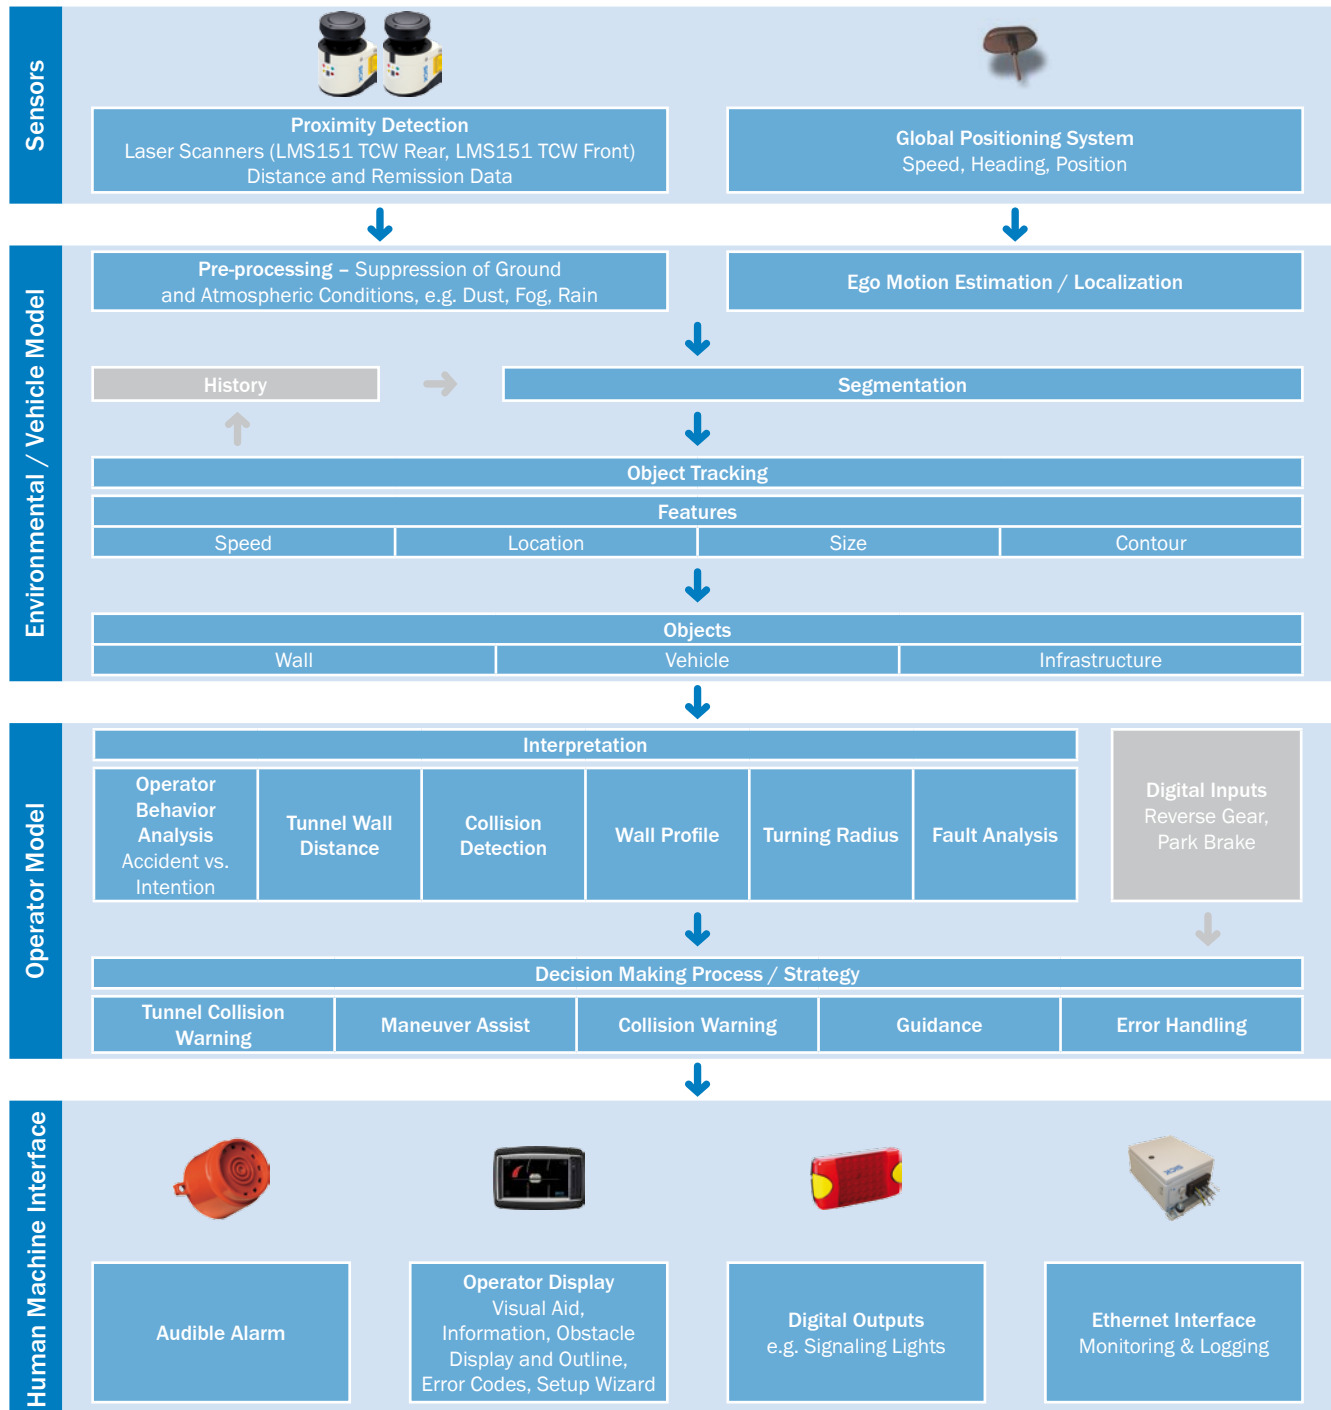 Sensors
SICK
SICK
Proximity Detection
Laser Scanners (LMS151 TCW Rear, LMS151 TCW Front)
Distance and Remission Data
Global Positioning System
Speed, Heading, Position
Environmental / Vehicle Model
Pre-processing – Suppression of Ground
and Atmospheric Conditions, e.g. Dust, Fog, Rain
Ego Motion Estimation / Localization
History
Segmentation
Object Tracking
Features
Speed
Location
Size
Contour
Objects
Wall
Vehicle
Infrastructure
Operator Model
Interpretation
Operator
Behavior
Analysis
Accident vs.
Intention
Tunnel Wall
Distance
Collision
Detection
Wall Profile
Turning Radius
Fault Analysis
Digital Inputs
Reverse Gear,
Park Brake
Decision Making Process / Strategy
Tunnel Collision
Warning
Maneuver Assist
Collision Warning
Guidance
Error Handling
Human Machine Interface
SICK
Audible Alarm
Operator Display
Visual Aid,
Information, Obstacle
Display and Outline,
Error Codes, Setup Wizard
Digital Outputs
e.g. Signaling Lights
Ethernet Interface
Monitoring & Logging